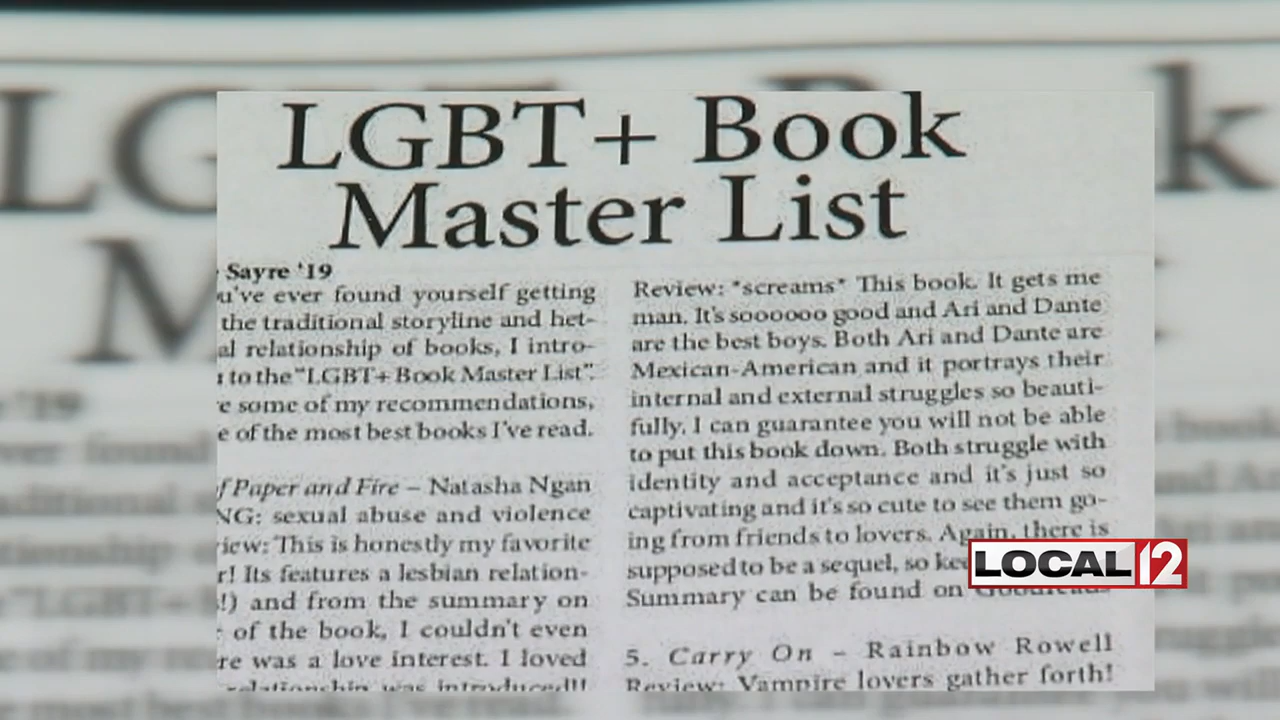 LGBT+ Book
Master List
Sayre '19
u've ever found yourself getting
the traditional storyline and het-
al relationship of books, I intro-
to the "LGBT+ Book Master List".
e some of my recommendations,
e of the most best books I've read.
f Paper and Fire – Natasha Ngan
NG: sexual abuse and violence
iew: This is honestly my favorite
r! Its features a lesbian relation-
!) and from the summary on
of the book, I couldn't even
re was a love interest. I loved
relationship was introduced!!
Review: *screams* This book. It gets me
man. It's soooooo good and Ari and Dante
are the best boys. Both Ari and Dante are
Mexican-American and it portrays their
internal and external struggles so beauti-
fully. I can guarantee you will not be able
to put this book down. Both struggle with
identity and acceptance and it's just so
captivating and it's so cute to see them go-
ing from friends to lovers. Again, there is
supposed to be a sequel, so kee
Summary can be found on Goodreads
5. Carry On – Rainbow Rowell
Review: Vampire lovers gather forth!
LOCAL 12